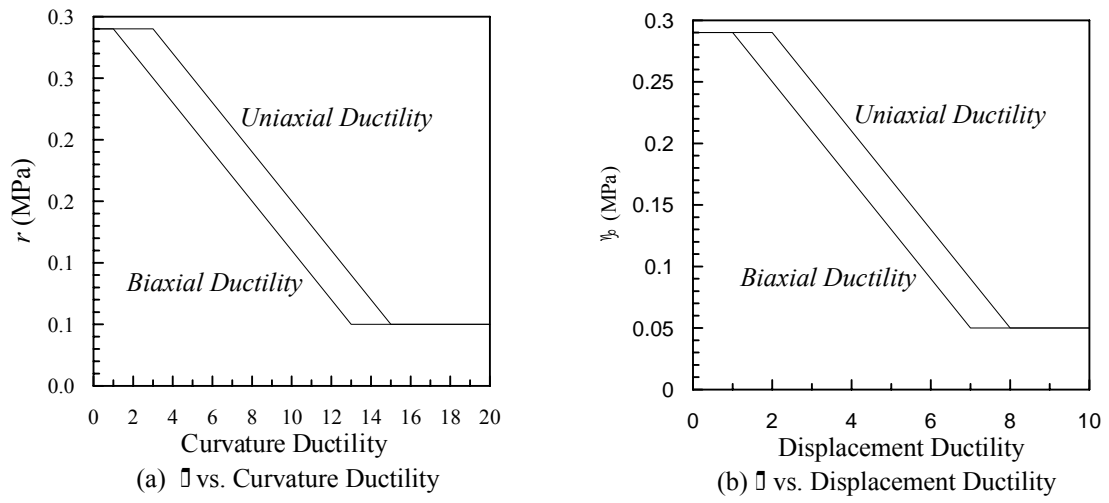 0.3
0.3
0.2
0.2
0.1
0.1
0.0
r (MPa)
Uniaxial Ductility
Biaxial Ductility
0 2 4 6 8 10 12 14 16 18 20
Curvature Ductility
(a) vs. Curvature Ductility
0.3
0.25
0.2
0.15
0.1
0.05
0
(MPa)
Uniaxial Ductility
Biaxial Ductility
0 2 4 6 8 10
Displacement Ductility
(b) vs. Displacement Ductility